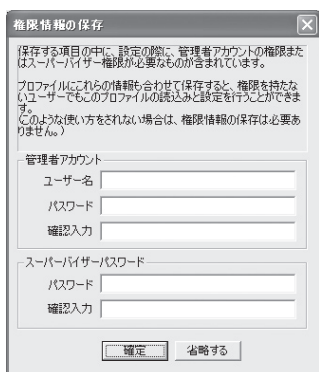 権限情報の保存
保存する項目の中に、設定の際に、管理者アカウントの権限また
はスーパーバイザー権限が必要なものが含まれています。
プロファイルにこれらの情報も合わせて保存すると、権限を持たな
いユーザーでもこのプロファイルの読込みと設定を行うことができま
す。
(このような使い方をされない場合は、権限情報の保存は必要あ
りません。)
管理者アカウント
ユーザー名
パスワード
確認入力
スーパーバイザーパスワード
パスワード
確認入力
確定 省略する